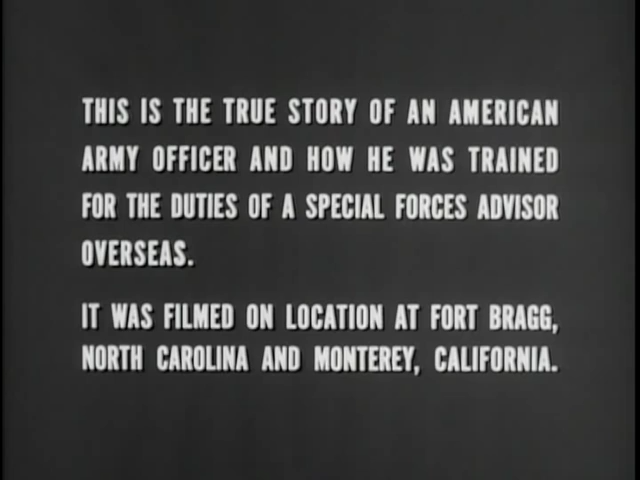 THIS IS THE TRUE STORY OF AN AMERICAN
ARMY OFFICER AND HOW HE WAS TRAINED
FOR THE DUTIES OF A SPECIAL FORCES ADVISOR
OVERSEAS.
IT WAS FILMED ON LOCATION AT FORT BRAGG,
NORTH CAROLINA AND MONTEREY, CALIFORNIA.